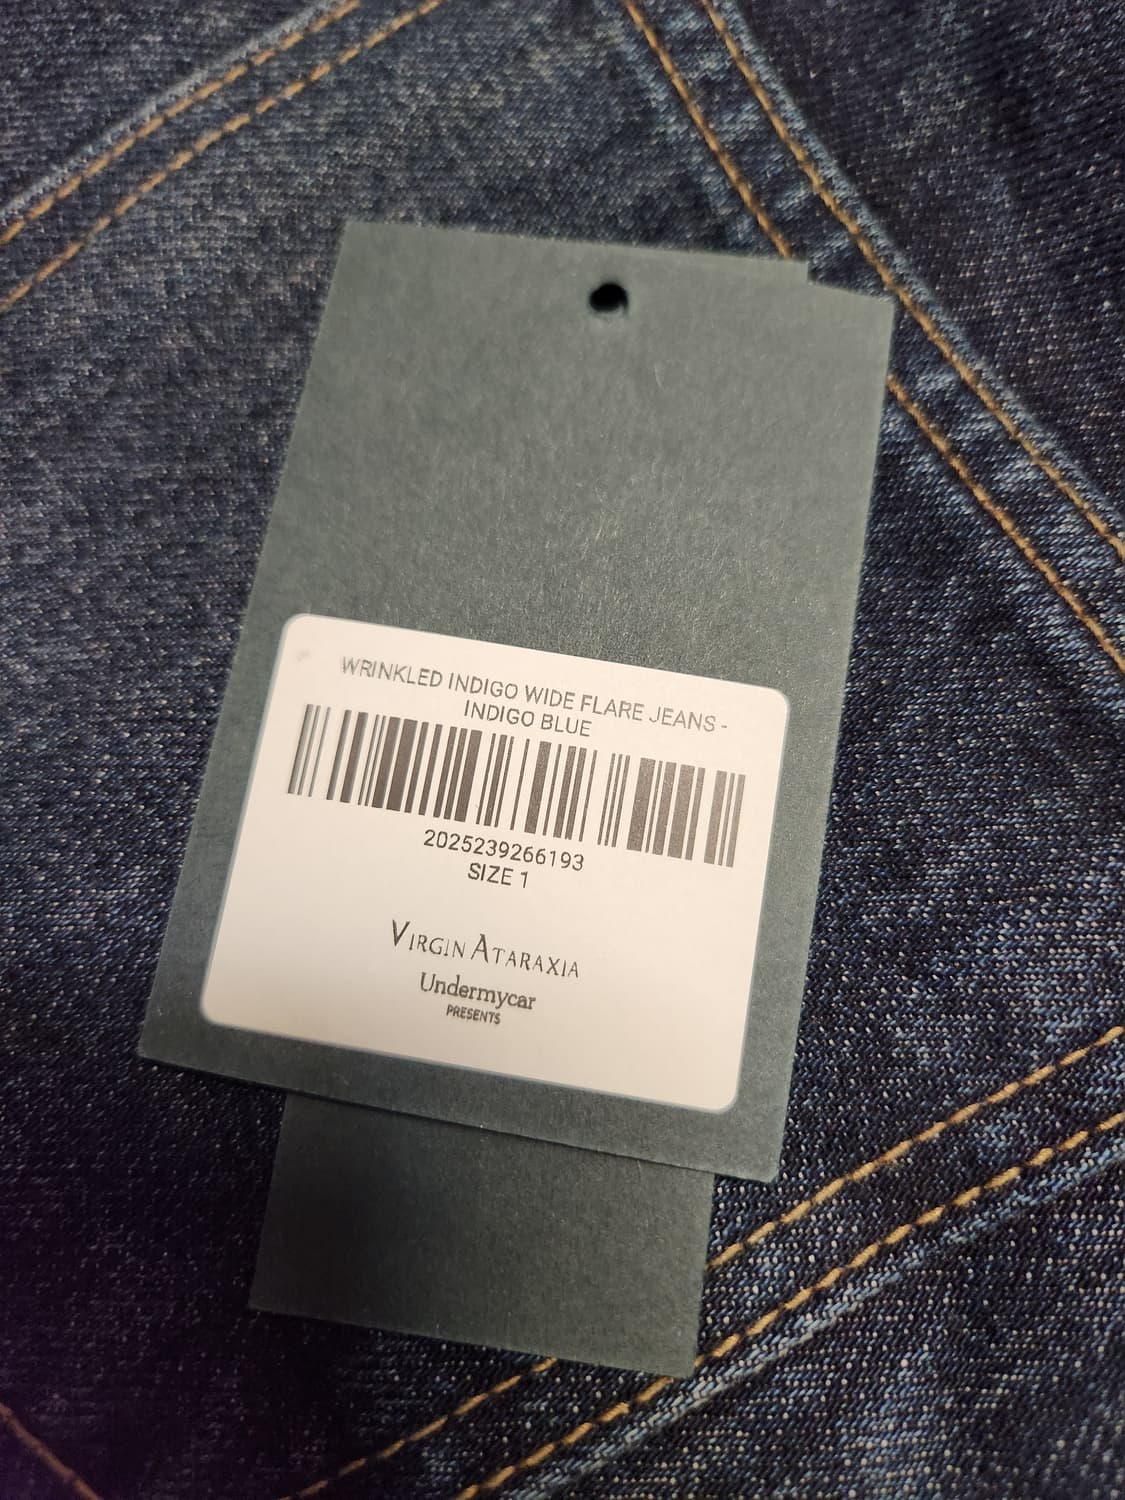 WRINKLED INDIGO WIDE FLARE JEANS -
INDIGO BLUE
2025239266193
SIZE 1
VIRGIN ATARAXIA
Undermycar
PRESENTS